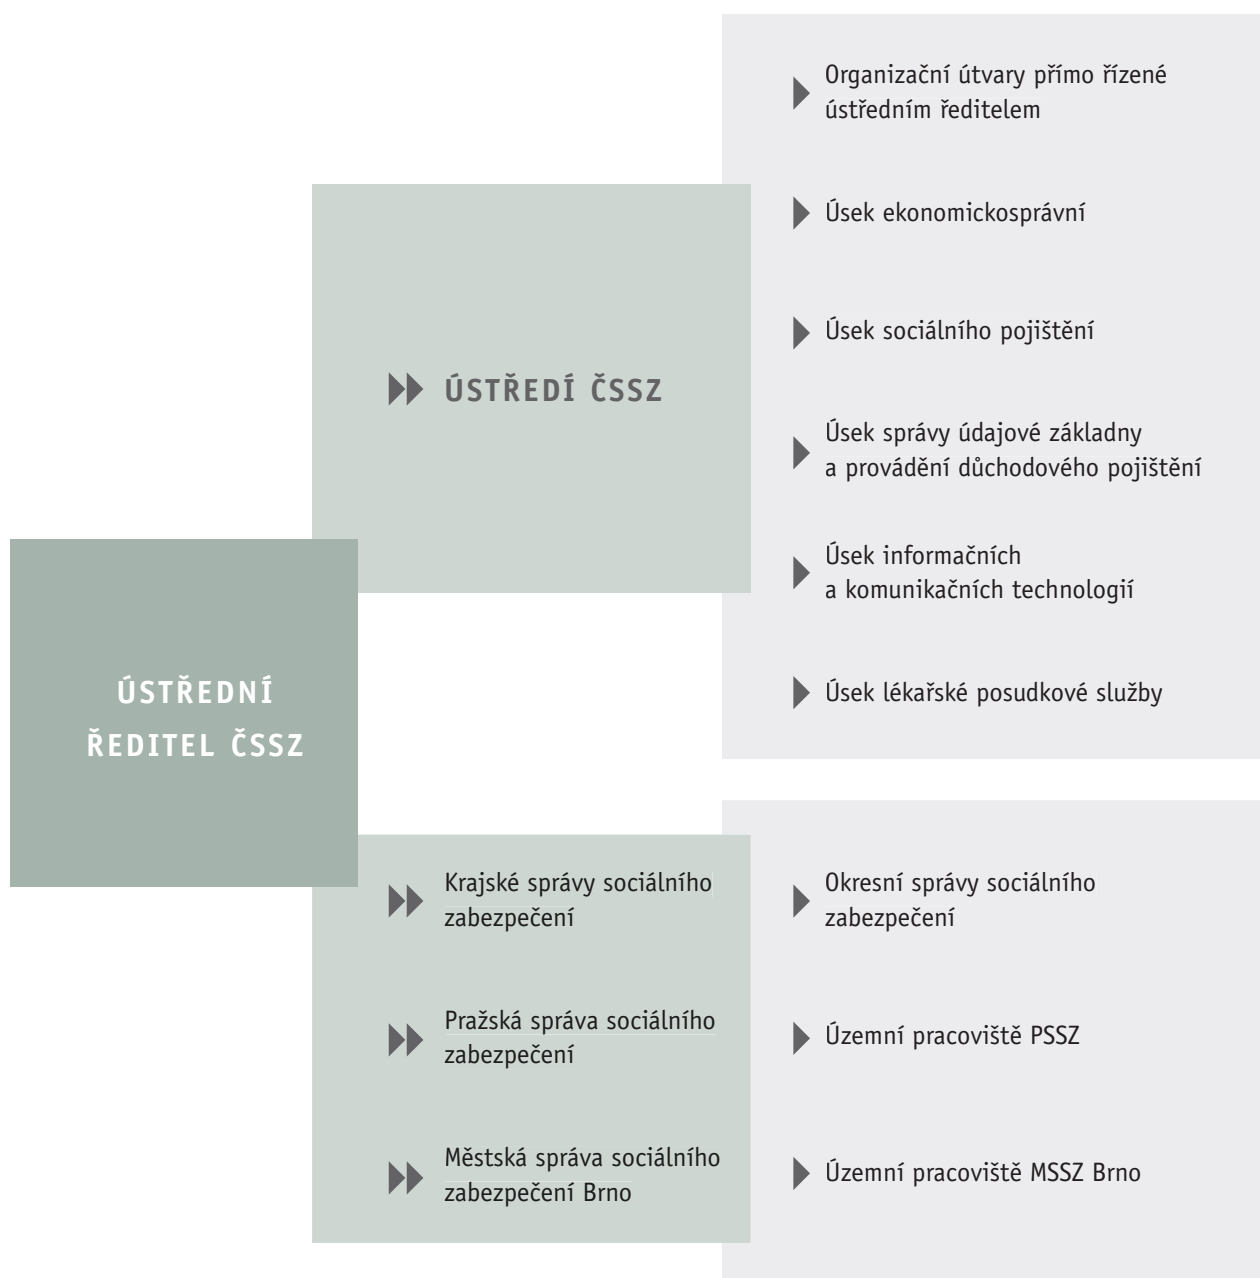 ÚSTŘEDNÍ
ŘEDITEL ČSSZ
ÚSTŘEDÍ ČSSZ
Organizační útvary přímo řízené
ústředním ředitelem
Úsek ekonomickosprávní
Úsek sociálního pojištění
Úsek správy údajové základny
a provádění důchodového pojištění
Úsek informačních
a komunikačních technologií
Úsek lékařské posudkové služby
Krajské správy sociálního
zabezpečení
Okresní správy sociálního
zabezpečení
Pražská správa sociálního
zabezpečení
Územní pracoviště PSSZ
Městská správa sociálního
zabezpečení Brno
Územní pracoviště MSSZ Brno